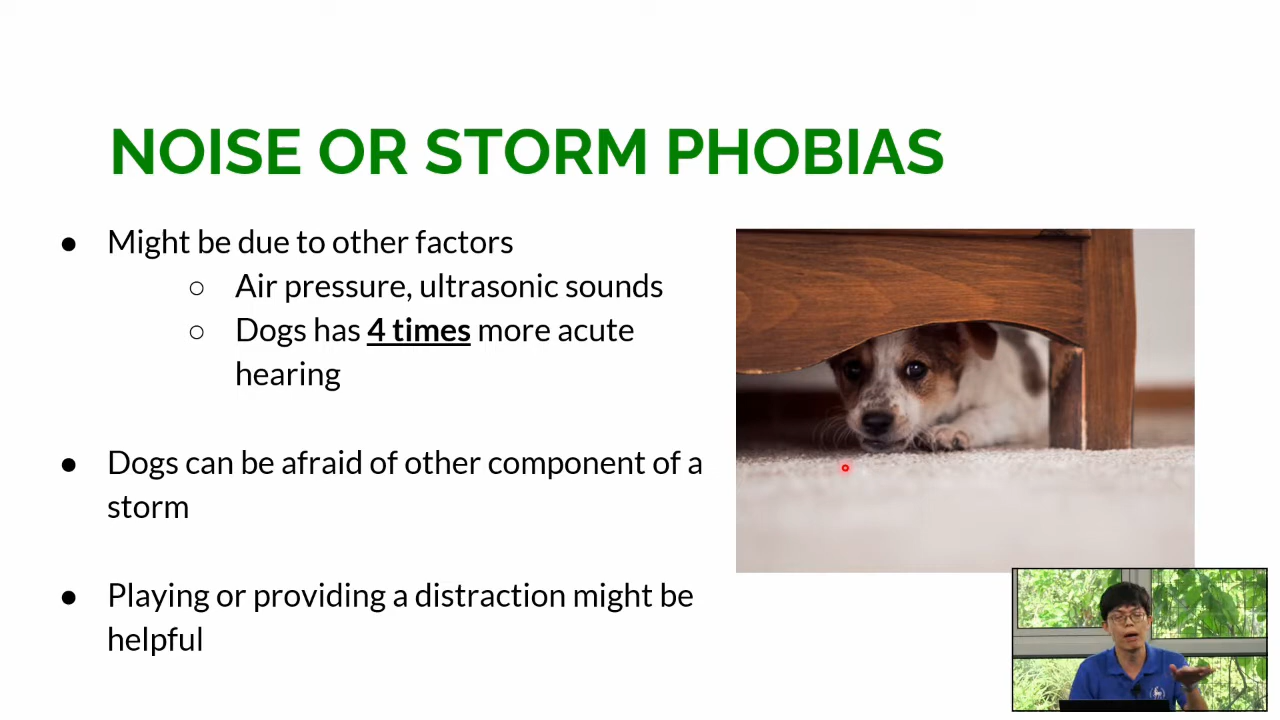 NOISE OR STORM PHOBIAS
● Might be due to other factors
○ Air pressure, ultrasonic sounds
○ Dogs has 4 times more acute
hearing
● Dogs can be afraid of other component of a
storm
● Playing or providing a distraction might be
helpful